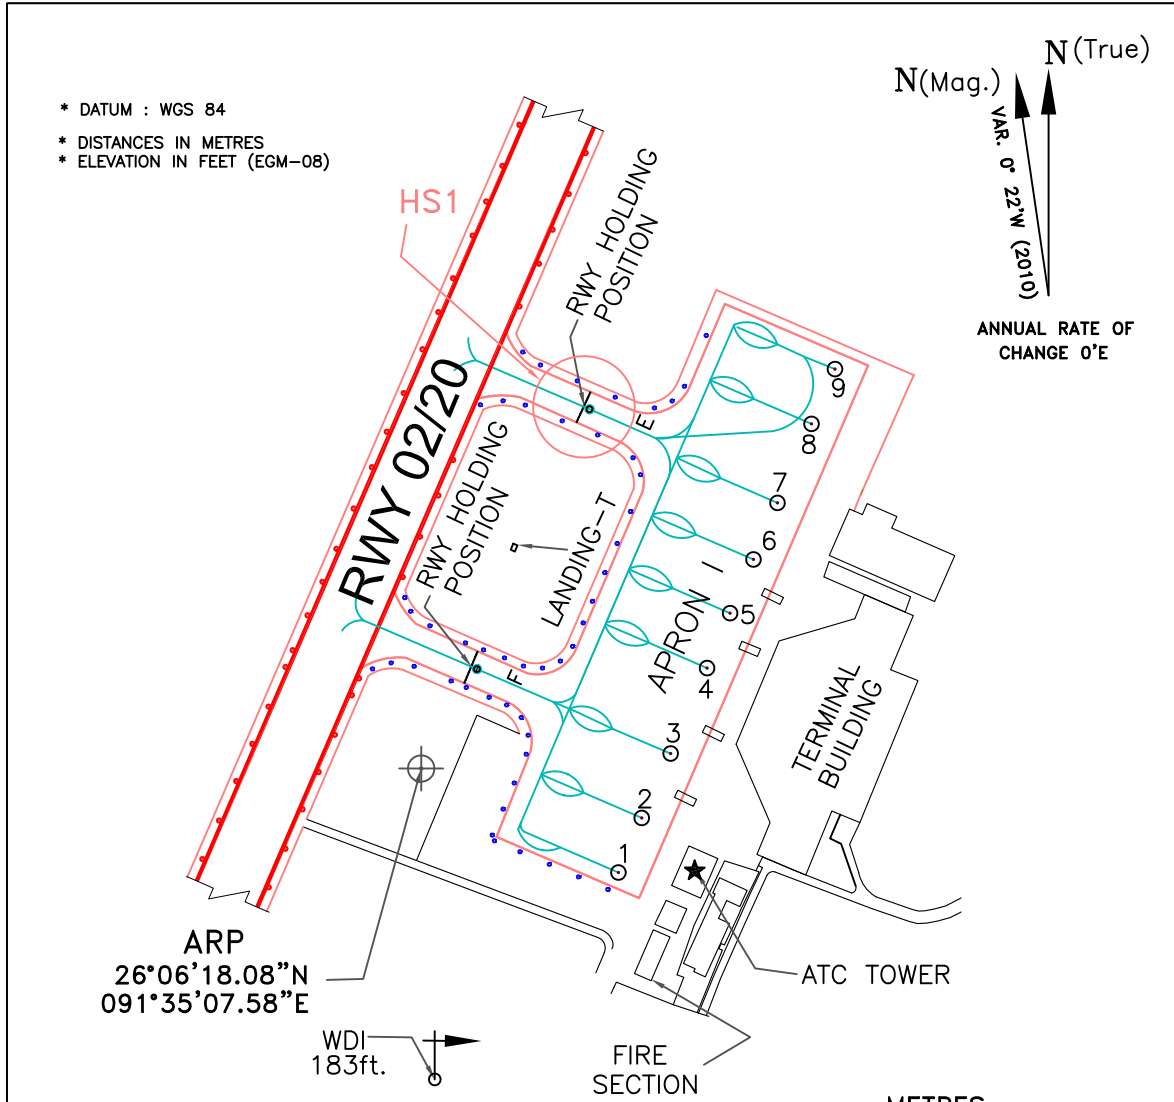 * DATUM : WGS 84
* DISTANCES IN METRES
* ELEVATION IN FEET (EGM-08)
N(Mag.)
N(True)
VAR. 0° 22'W (2010)
ANNUAL RATE OF
CHANGE 0'E
HS1
RWY HOLDING
POSITION
RWY 02/20
RWY HOLDING
POSITION
E
F
LANDING-T
APRON I
9
8
7
6
5
4
3
2
1
TERMINAL
BUILDING
ARP
26°06'18.08"N
091°35'07.58"E
ATC TOWER
WDI
183ft.
FIRE
SECTION
METRES